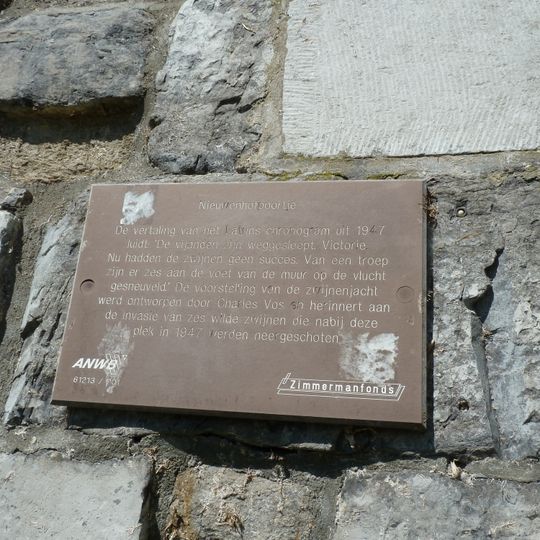 Nieuwenhofpoortje
De vertaling van het Latijns chronogram uit 1947
luidt: 'De vijanden zijn weggesleept. Victorie
Nu hadden de zwijnen geen succes. Van een troep
zijn er zes aan de voet van de muur op de vlucht
gesneuveld.' De voorstelling van de zwijnenjacht
werd ontworpen door Charles Vos en herinnert aan
de invasie van zes wilde zwijnen die nabij deze
plek in 1947 werden neergeschoten.
ANWB
61213 /
Zimmermanfonds